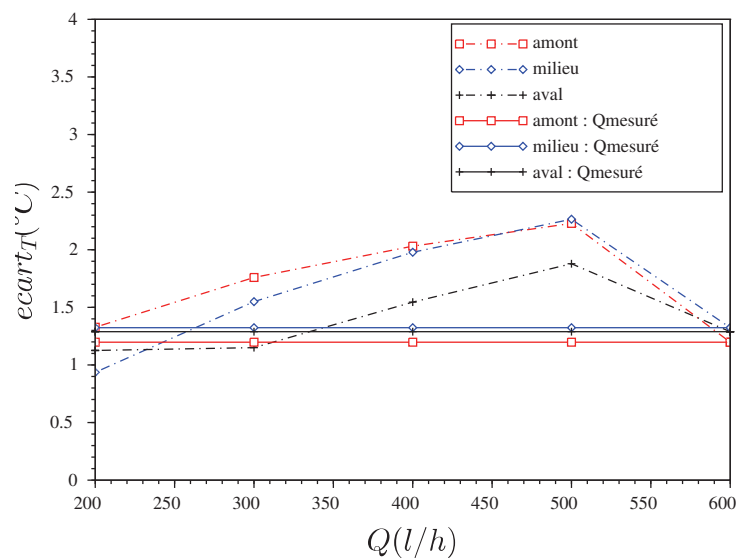 4
3.5
3
2.5
2
1.5
1
0.5
0
200 250 300 350 400 450 500 550 600
ecart_T(°C)
Q(l/h)
amont
milieu
aval
amont : Qmesuré
milieu : Qmesuré
aval : Qmesuré